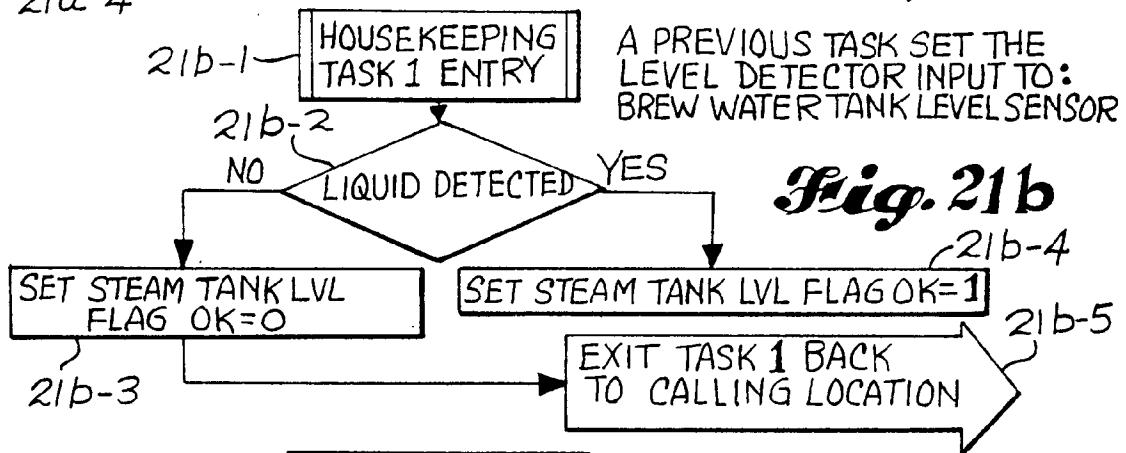 21b-1
HOUSEKEEPING
TASK 1 ENTRY
A PREVIOUS TASK SET THE
LEVEL DETECTOR INPUT TO:
BREW WATER TANK LEVEL SENSOR
21b-2
NO
LIQUID DETECTED
YES
Fig. 21b
21b-4
SET STEAM TANK LVL
FLAG OK=0
SET STEAM TANK LVL FLAG OK=1
21b-3
21b-5
EXIT TASK 1 BACK
TO CALLING LOCATION